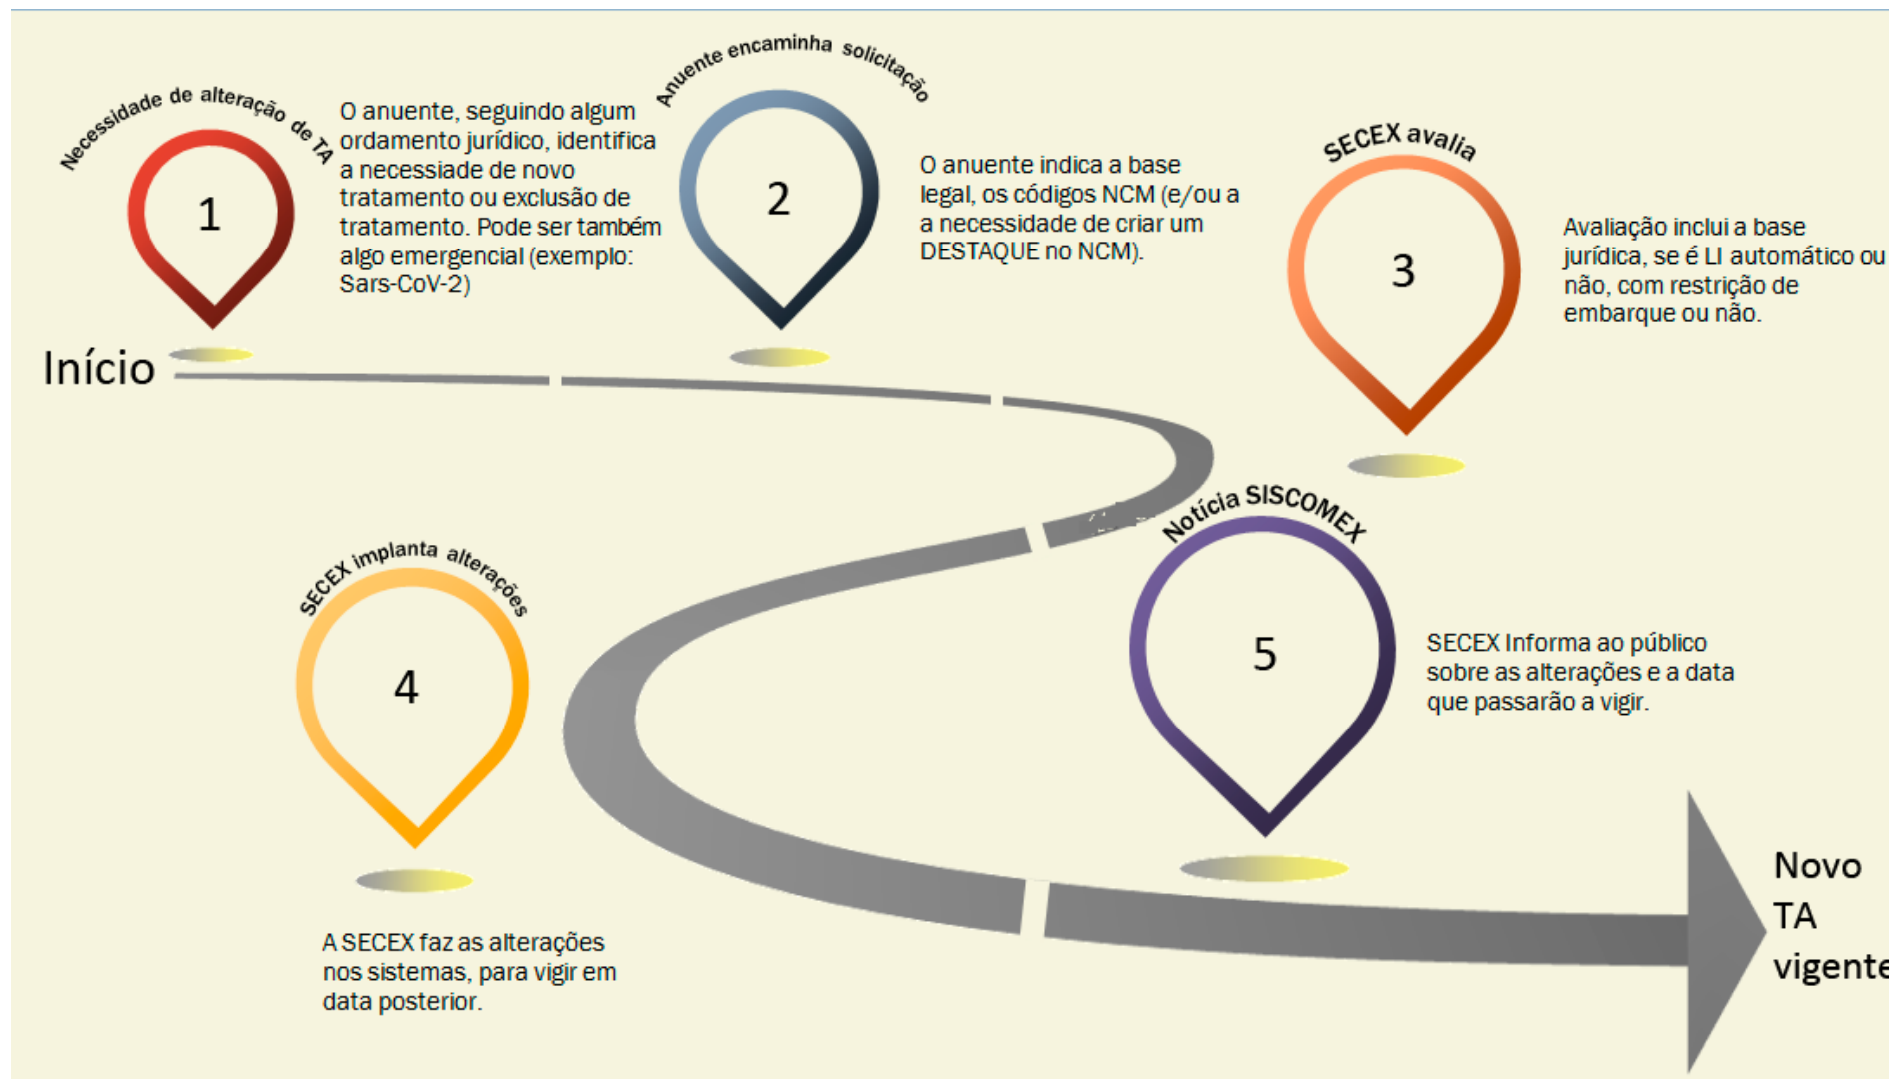 Necessidade de alteração de TA
1
O anuente, seguindo algum
ordamento jurídico, identifica
a necessiade de novo
tratamento ou exclusão de
tratamento. Pode ser também
algo emergencial (exemplo:
Sars-CoV-2)
Anuente encaminha solicitação
2
O anuente indica a base
legal, os códigos NCM (e/ou a
a necessidade de criar um
DESTAQUE no NCM).
SECEX avalia
3
Avaliação inclui a base
jurídica, se é LI automático ou
não, com restrição de
embarque ou não.
Início
SECEX implanta alterações
4
A SECEX faz as alterações
nos sistemas, para vigir em
data posterior.
Notícia SISCOMEX
5
SECEX Informa ao público
sobre as alterações e a data
que passarão a vigir.
Novo
TA
vigente